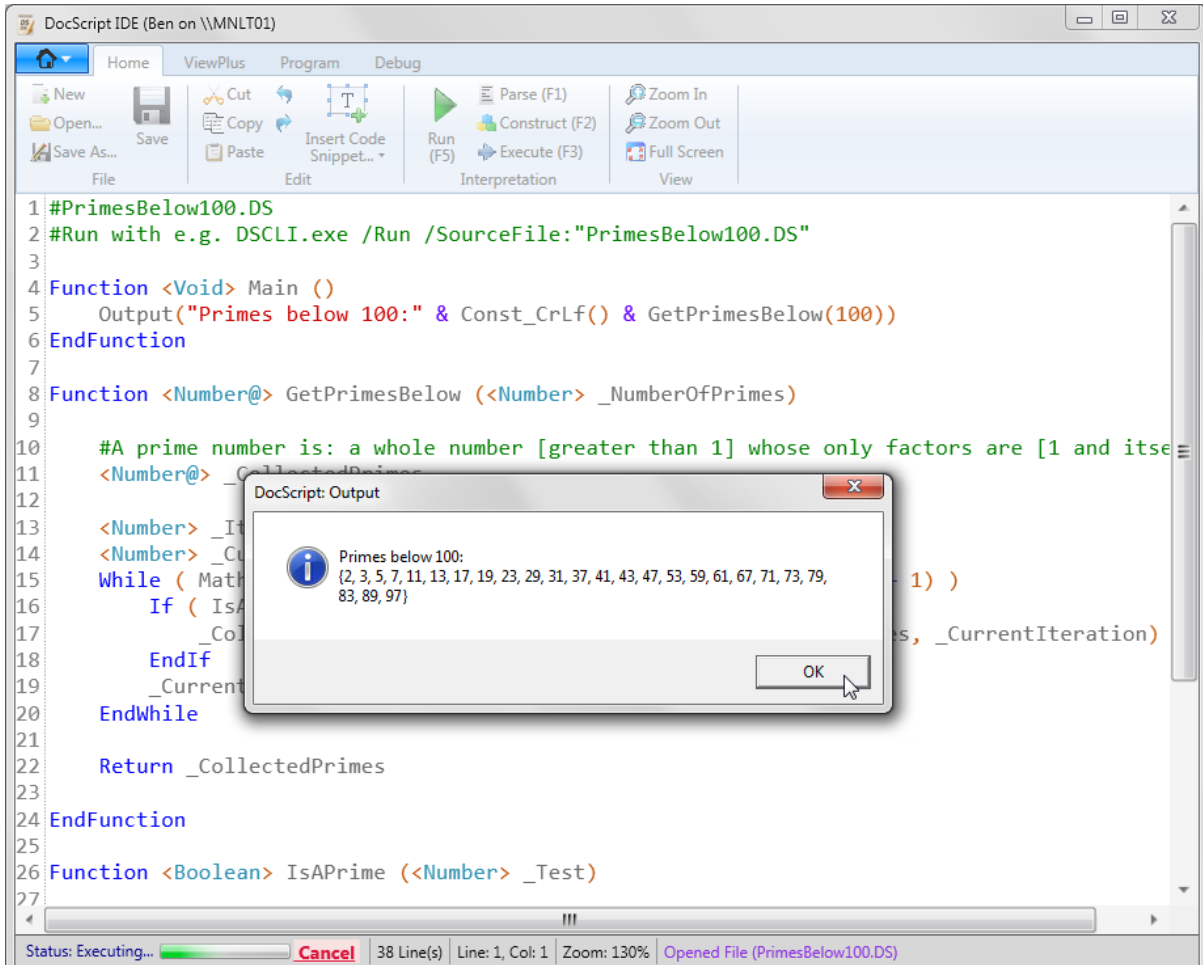 DocScript IDE (Ben on \\MNLT01)
Home ViewPlus Program Debug
New
Open...
Save As...
Save
File
Cut
Copy
Paste
Insert Code
Snippet...
Edit
Run
(F5)
Parse (F1)
Construct (F2)
Execute (F3)
Interpretation
Zoom In
Zoom Out
Full Screen
View
1 #PrimesBelow100.DS
2 #Run with e.g. DSCLI.exe /Run /SourceFile:"PrimesBelow100.DS"
3
4 Function <Void> Main ()
5 Output("Primes below 100:" & Const_CrLf() & GetPrimesBelow(100))
6 EndFunction
7
8 Function <Number@> GetPrimesBelow (<Number> _NumberOfPrimes)
9
10 #A prime number is: a whole number [greater than 1] whose only factors are [1 and itse
11 <Number@> _CollectedPrimes
12
13 <Number> _It
14 <Number> _Cu
15 While ( Math 1) )
16 If ( IsA
17 _Col s, _CurrentIteration)
18 EndIf
19 _Current
20 EndWhile
21
22 Return _CollectedPrimes
23
24 EndFunction
25
26 Function <Boolean> IsAPrime (<Number> _Test)
27
DocScript: Output
Primes below 100:
{2, 3, 5, 7, 11, 13, 17, 19, 23, 29, 31, 37, 41, 43, 47, 53, 59, 61, 67, 71, 73, 79,
83, 89, 97}
OK
Status: Executing... Cancel 38 Line(s) Line: 1, Col: 1 Zoom: 130% Opened File (PrimesBelow100.DS)